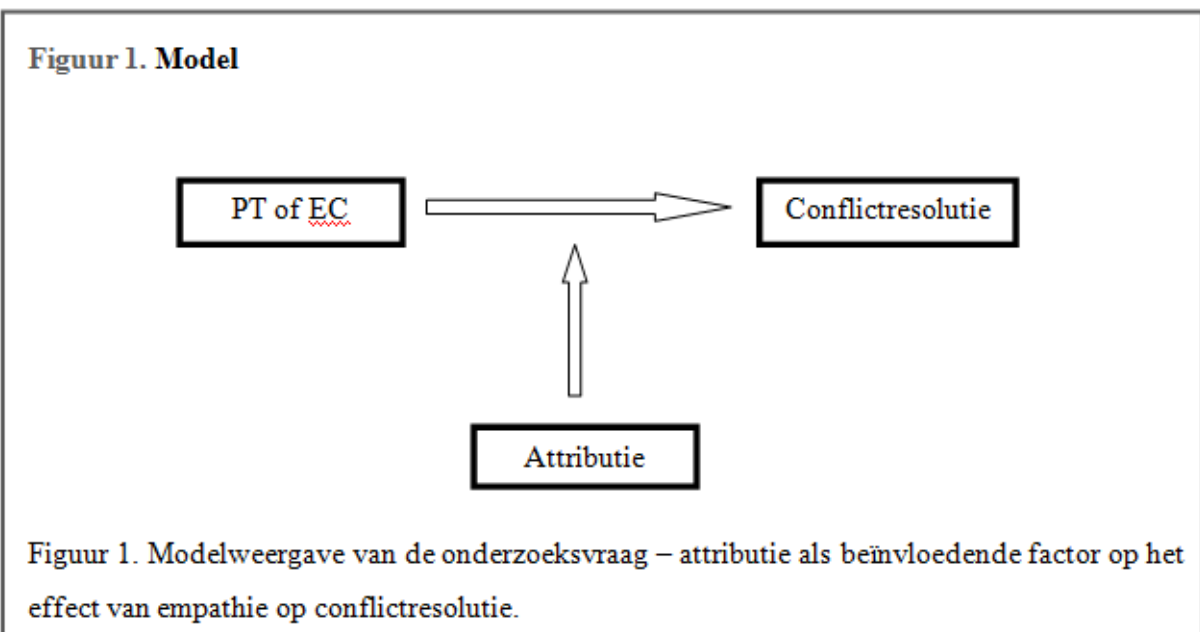 Figuur 1. Model
PT of EC
Conflictresolutie
Attributie
Figuur 1. Modelweergave van de onderzoeksvraag – attributie als beïnvloedende factor op het
effect van empathie op conflictresolutie.